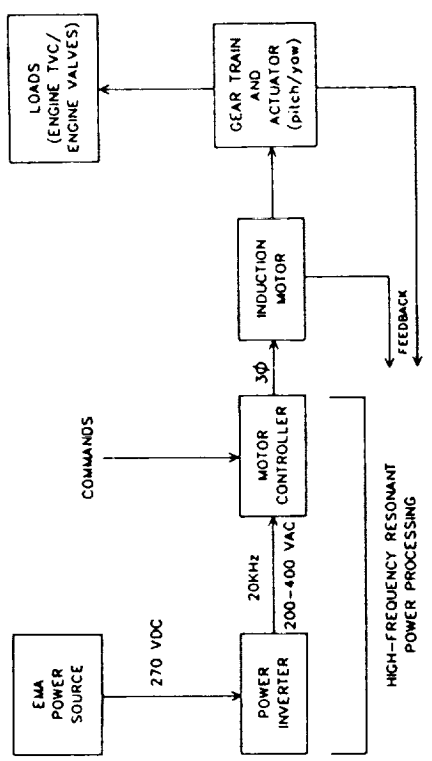 EMA
POWER
SOURCE
270 VDC
POWER
INVERTER
20KHz
200-400 VAC
COMMANDS
MOTOR
CONTROLLER
3Φ
INDUCTION
MOTOR
GEAR TRAIN
AND
ACTUATOR
(pitch/yaw)
LOADS
(ENGINE TVC/
ENGINE VALVES)
FEEDBACK
HIGH-FREQUENCY RESONANT
POWER PROCESSING